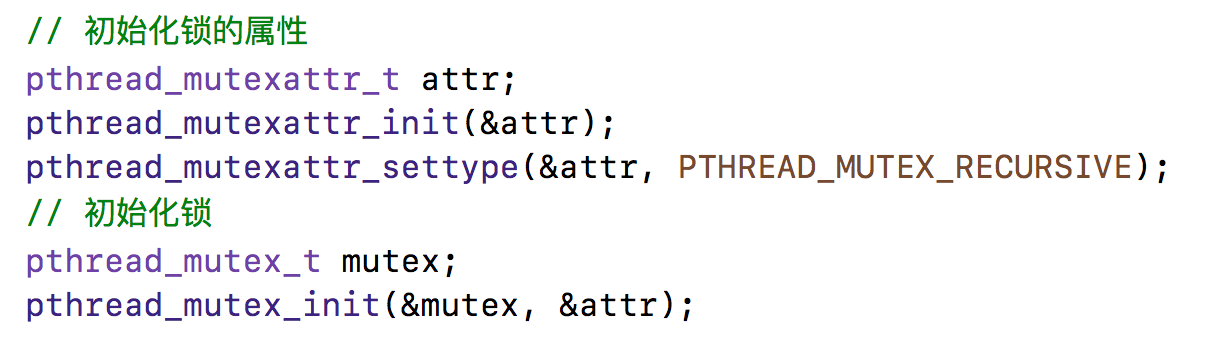 // 初始化锁的属性
pthread_mutexattr_t attr;
pthread_mutexattr_init(&attr);
pthread_mutexattr_settype(&attr, PTHREAD_MUTEX_RECURSIVE);
// 初始化锁
pthread_mutex_t mutex;
pthread_mutex_init(&mutex, &attr);